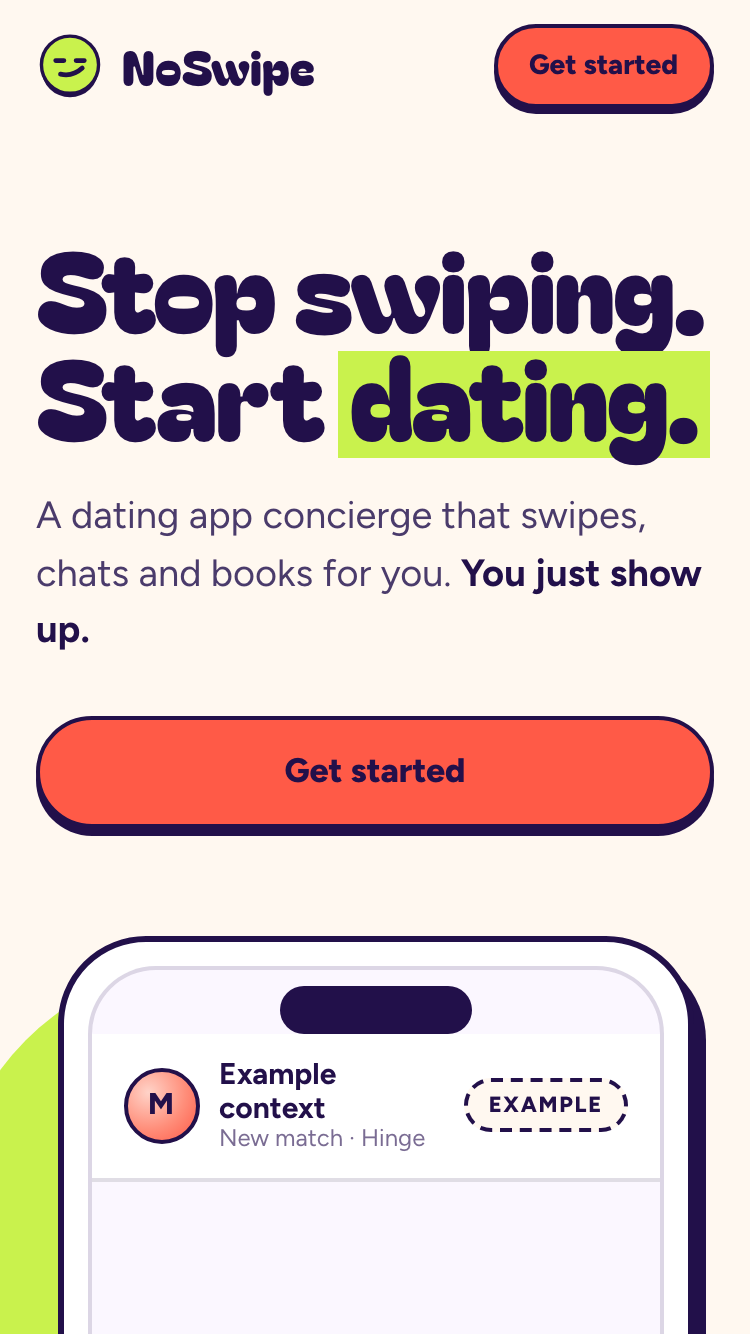 NoSwipe
Get started
Stop swiping.
Start dating.
A dating app concierge that swipes,
chats and books for you. You just show
up.
Get started
M
Example
context
New match · Hinge
EXAMPLE